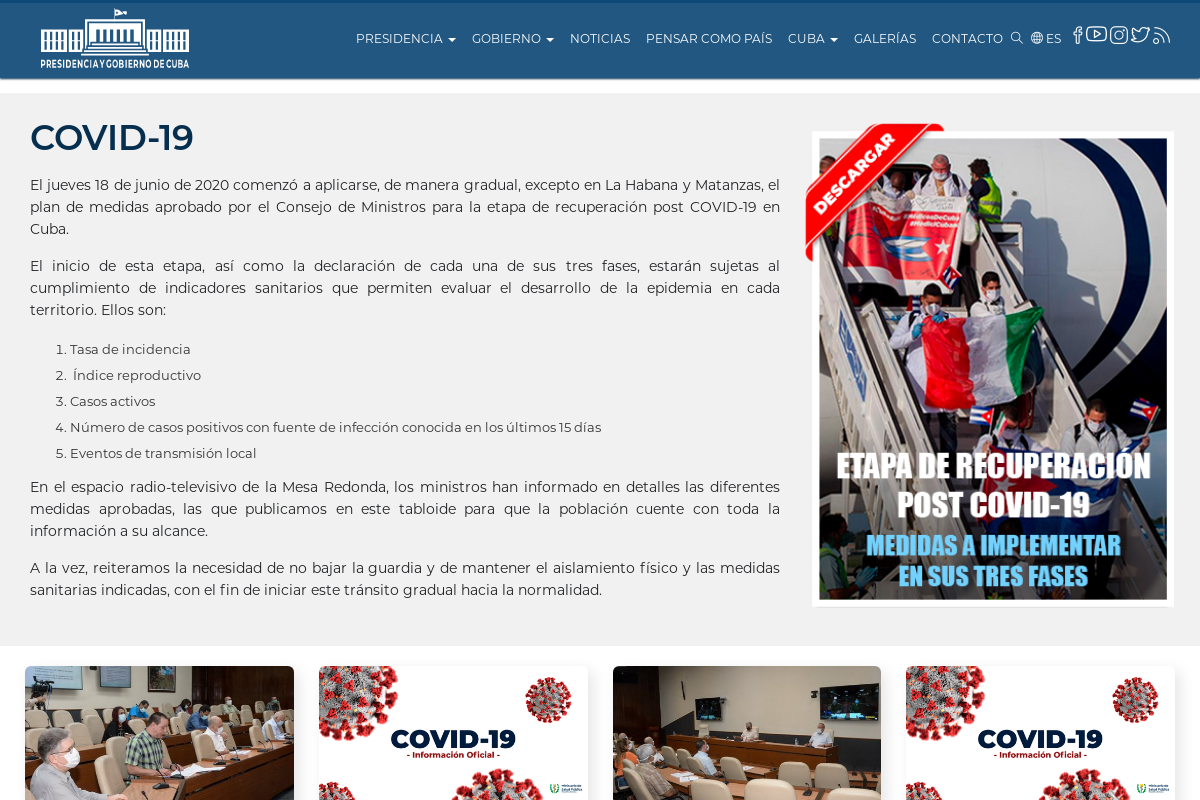 PRESIDENCIA Y GOBIERNO DE CUBA
PRESIDENCIA GOBIERNO NOTICIAS PENSAR COMO PAÍS CUBA GALERÍAS CONTACTO ES
COVID-19
El jueves 18 de junio de 2020 comenzó a aplicarse, de manera gradual, excepto en La Habana y Matanzas, el
plan de medidas aprobado por el Consejo de Ministros para la etapa de recuperación post COVID-19 en
Cuba.
El inicio de esta etapa, así como la declaración de cada una de sus tres fases, estarán sujetas al
cumplimiento de indicadores sanitarios que permiten evaluar el desarrollo de la epidemia en cada
territorio. Ellos son:
1. Tasa de incidencia
2. Índice reproductivo
3. Casos activos
4. Número de casos positivos con fuente de infección conocida en los últimos 15 días
5. Eventos de transmisión local
En el espacio radio-televisivo de la Mesa Redonda, los ministros han informado en detalles las diferentes
medidas aprobadas, las que publicamos en este tabloide para que la población cuente con toda la
información a su alcance.
A la vez, reiteramos la necesidad de no bajar la guardia y de mantener el aislamiento físico y las medidas
sanitarias indicadas, con el fin de iniciar este tránsito gradual hacia la normalidad.
DESCARGAR
ETAPA DE RECUPERACIÓN
POST COVID-19
MEDIDAS A IMPLEMENTAR
EN SUS TRES FASES
COVID-19
- Información Oficial -
Ministerio de
Salud Pública
COVID-19
- Información Oficial -
Ministerio de
Salud Pública